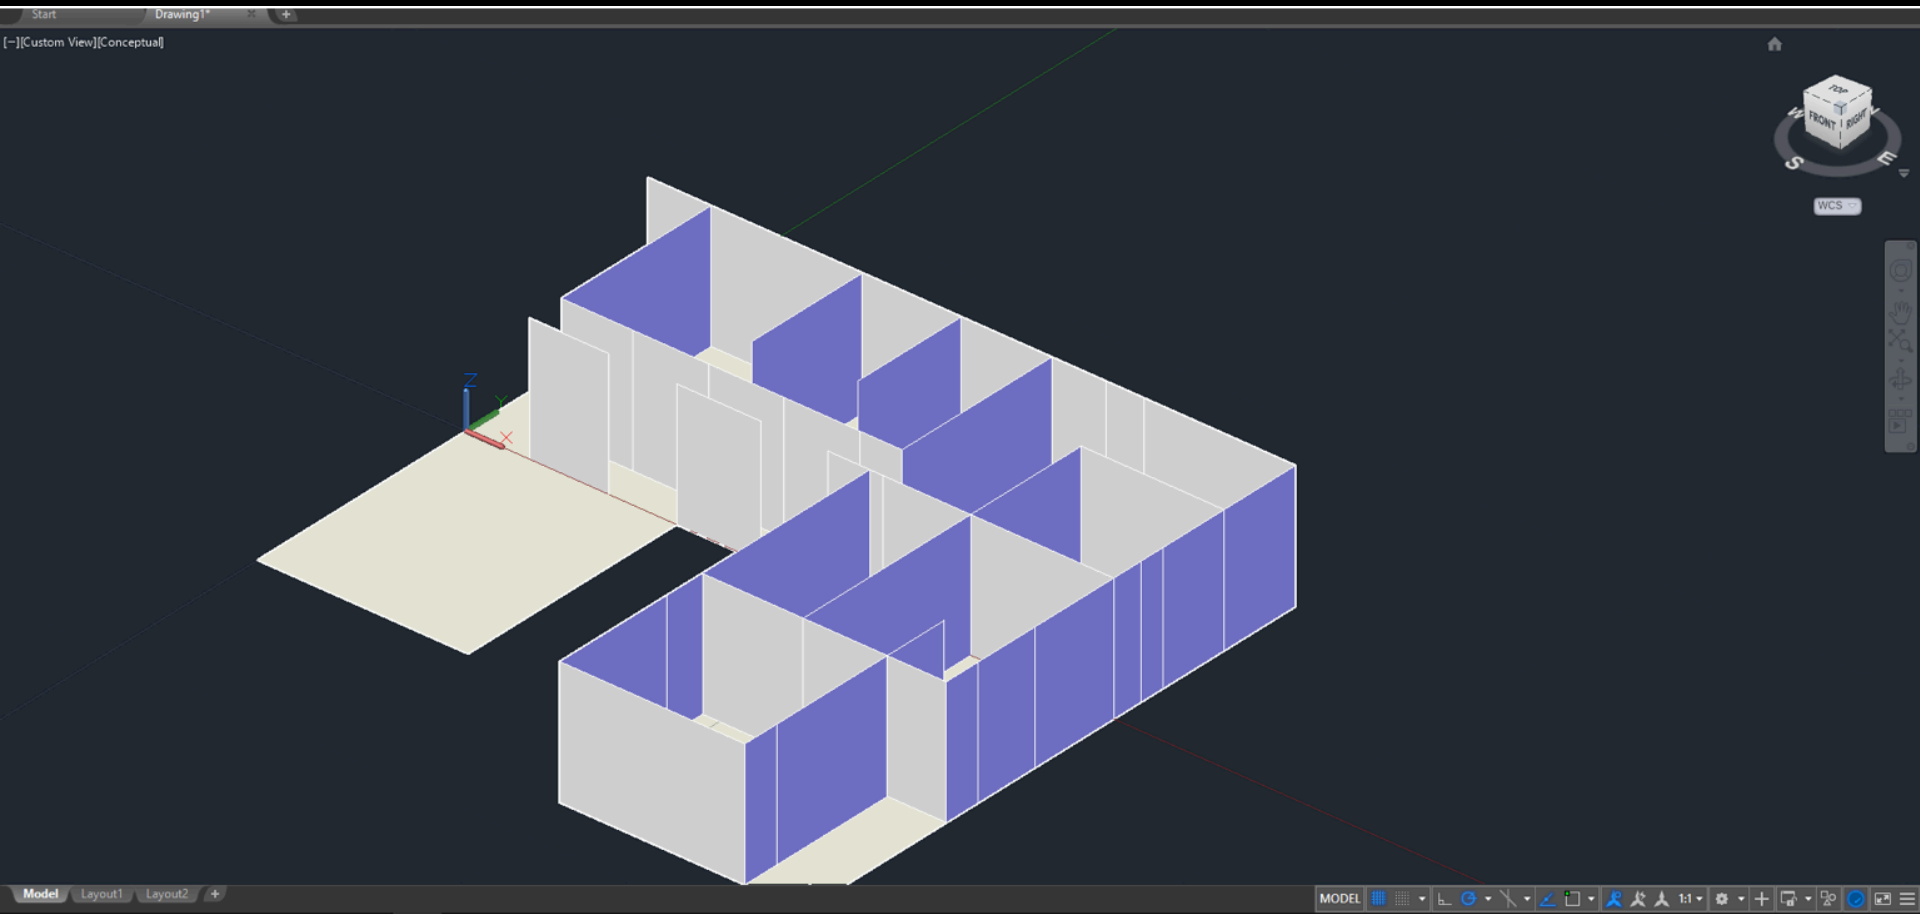 Start
Drawing1*
[−][Custom View][Conceptual]
TOP
FRONT
RIGHT
W
S
E
WCS
Z
Y
X
Model
Layout1
Layout2
MODEL
1:1